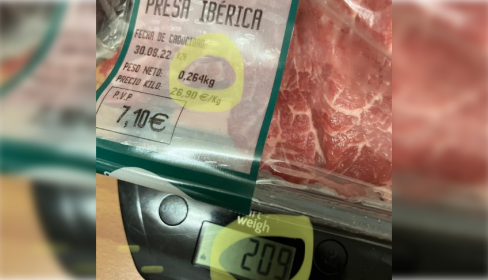 PRESA IBÉRICA
FECHA DE CADUCIDAD
30.08.22
PESO NETO: 0,264kg
PRECIO KILO: 26,90 €/Kg
P.V.P.
7,10€
weigh
209